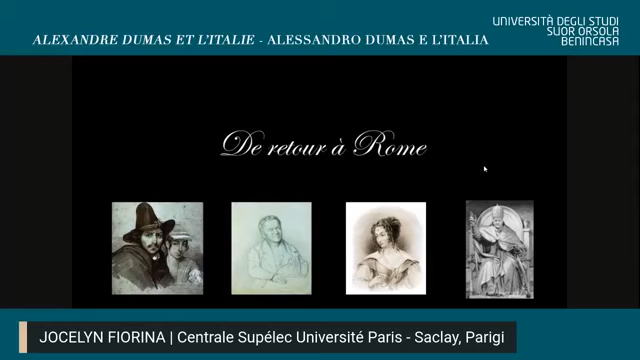 ALEXANDRE DUMAS ET L'ITALIE - ALESSANDRO DUMAS E L'ITALIA
UNIVERSITÀ DEGLI STUDI
SUOR ORSOLA
BENINCASA
De retour à Rome
JOCELYN FIORINA | Centrale Supélec Université Paris - Saclay, Parigi